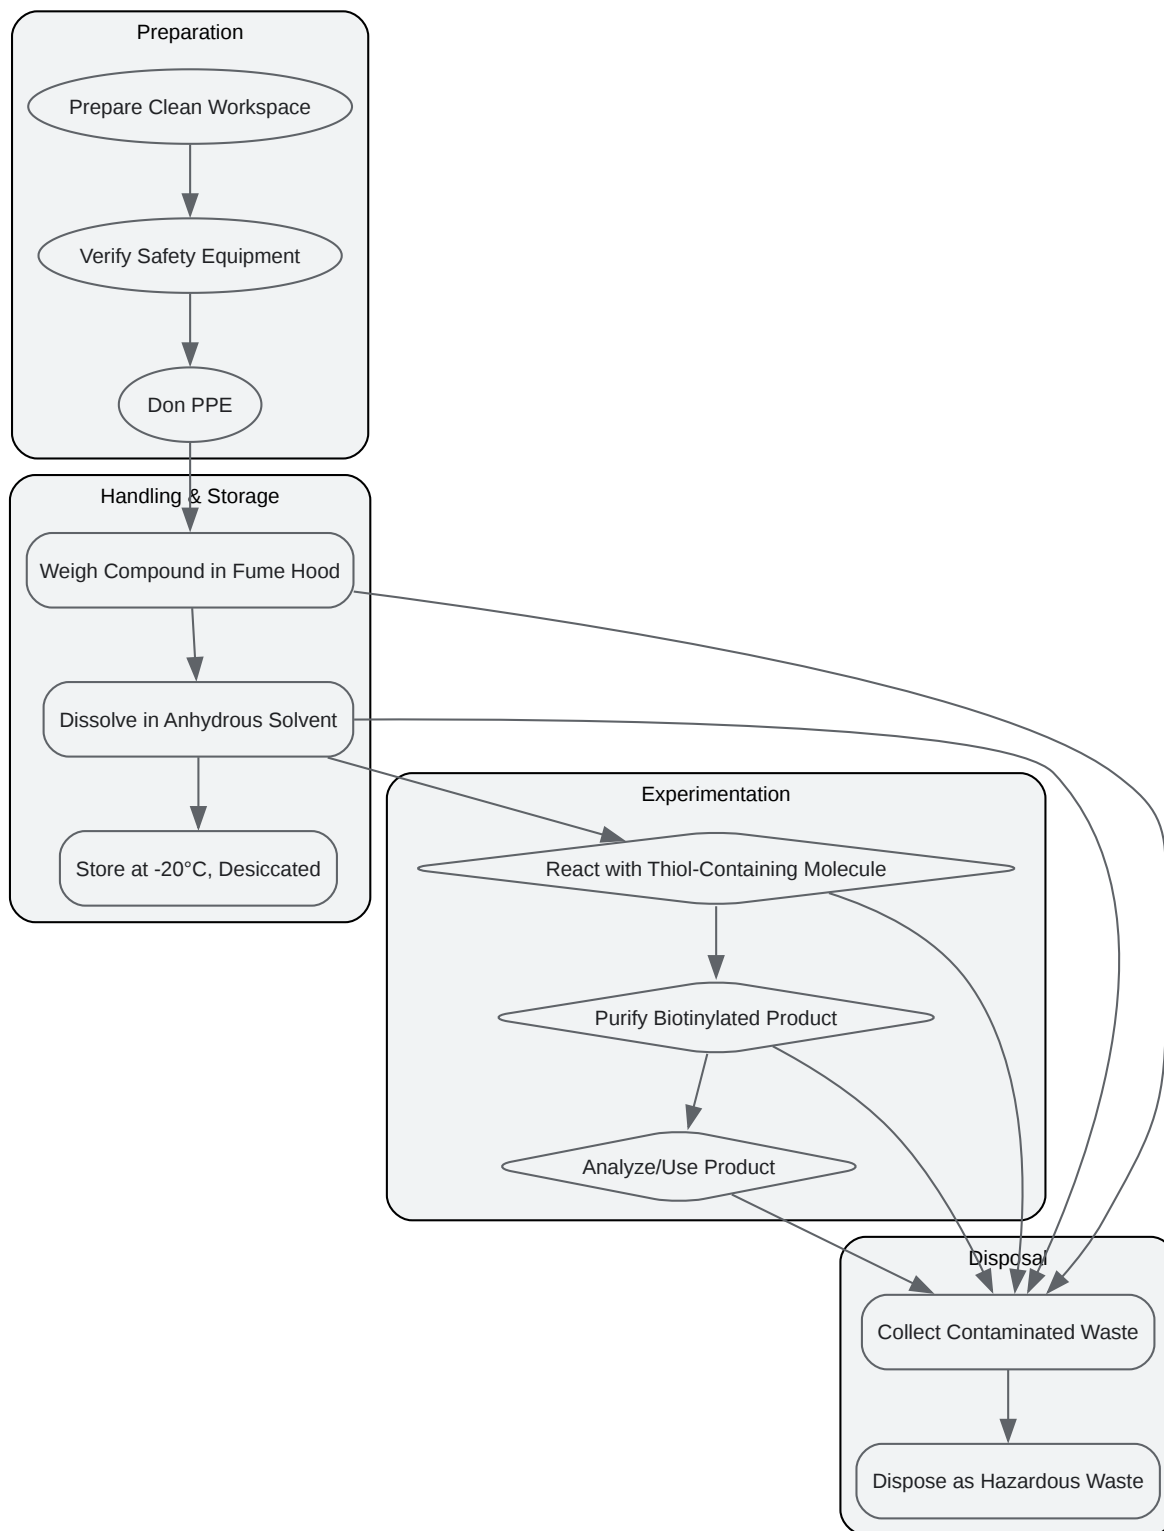 Preparation
Prepare Clean Workspace
Verify Safety Equipment
Don PPE
Handling & Storage
Weigh Compound in Fume Hood
Dissolve in Anhydrous Solvent
Store at -20°C, Desiccated
Experimentation
React with Thiol-Containing Molecule
Purify Biotinylated Product
Analyze/Use Product
Disposal
Collect Contaminated Waste
Dispose as Hazardous Waste